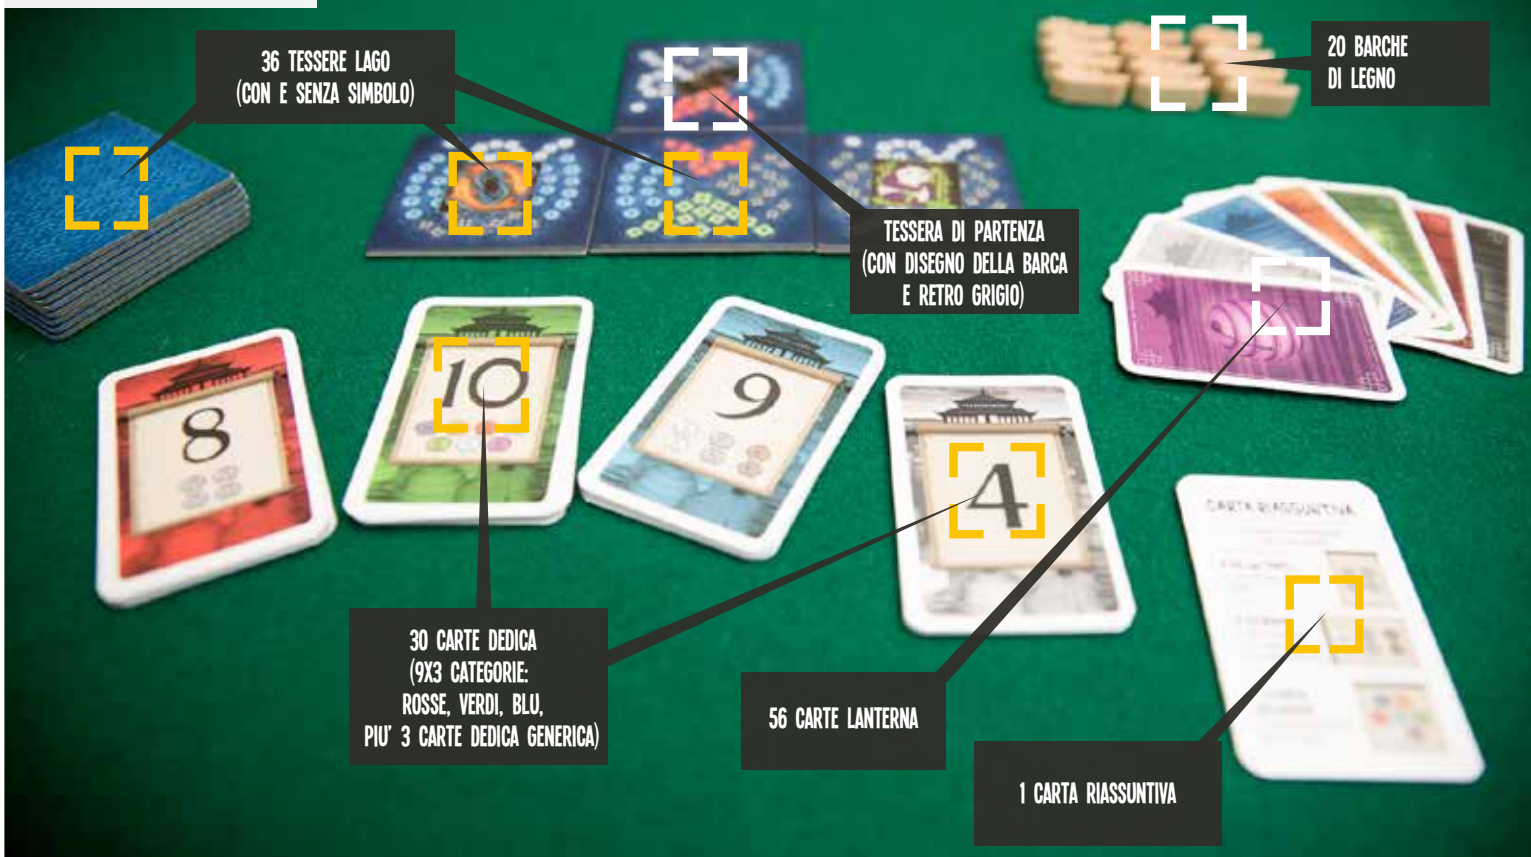 36 TESSERE LAGO
(CON E SENZA SIMBOLO)
20 BARCHE
DI LEGNO
TESSERA DI PARTENZA
(CON DISEGNO DELLA BARCA
E RETRO GRIGIO)
8
10
9
4
CARTA RIASSUNTIVA
30 CARTE DEDICA
(9X3 CATEGORIE:
ROSSE, VERDI, BLU,
PIU' 3 CARTE DEDICA GENERICA)
56 CARTE LANTERNA
1 CARTA RIASSUNTIVA